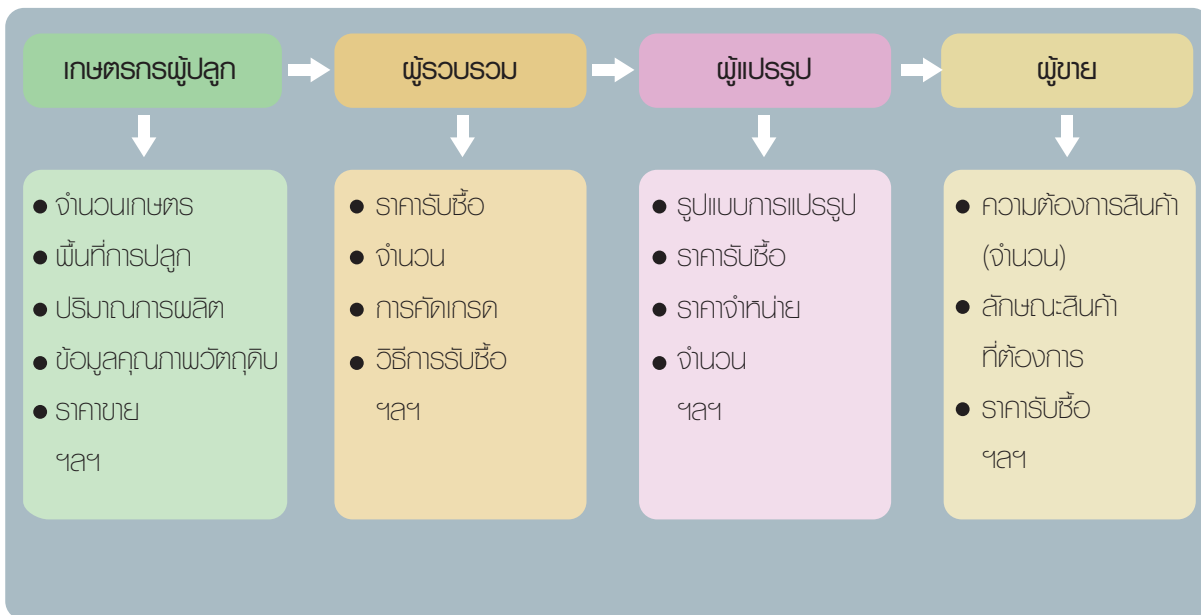 เกษตรกรผู้ปลูก
ผู้รวบรวม
ผู้แปรรูป
ผู้ขาย
● จำนวนเกษตร
● พื้นที่การปลูก
● ปริมาณการผลิต
● ข้อมูลคุณภาพวัตถุดิบ
● ราคาขาย
ฯลฯ
● ราคารับซื้อ
● จำนวน
● การคัดเกรด
● วิธีการรับซื้อ
ฯลฯ
● รูปแบบการแปรรูป
● ราคารับซื้อ
● ราคาจำหน่าย
● จำนวน
ฯลฯ
● ความต้องการสินค้า
(จำนวน)
● ลักษณะสินค้า
ที่ต้องการ
● ราคารับซื้อ
ฯลฯ